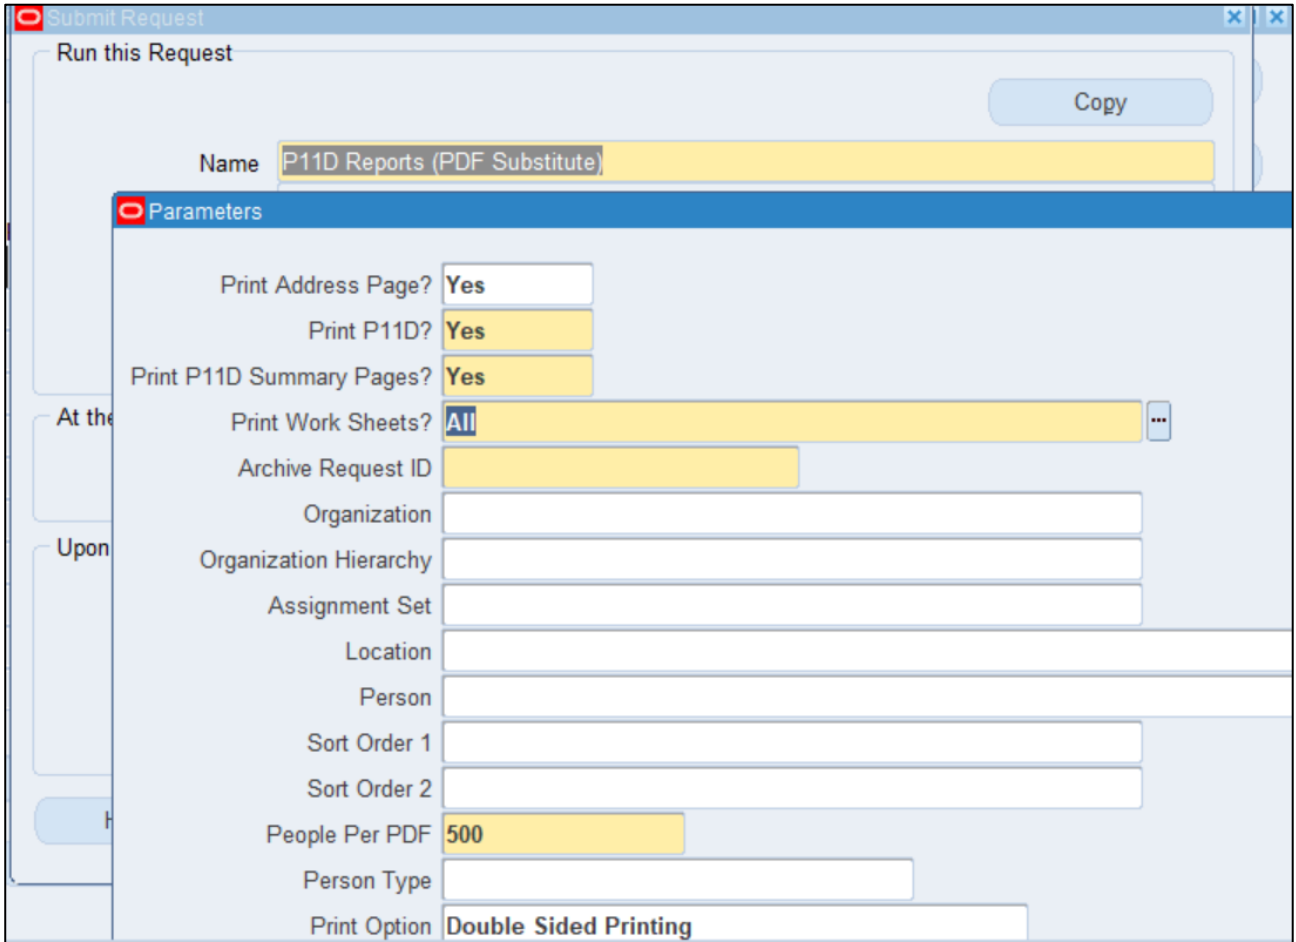 Submit Request
Run this Request
Copy
Name P11D Reports (PDF Substitute)
Parameters
Print Address Page? Yes
Print P11D? Yes
Print P11D Summary Pages? Yes
At the
Print Work Sheets? All ...
Archive Request ID
Organization
Upon
Organization Hierarchy
Assignment Set
Location
Person
Sort Order 1
Sort Order 2
H
People Per PDF 500
Person Type
Print Option Double Sided Printing